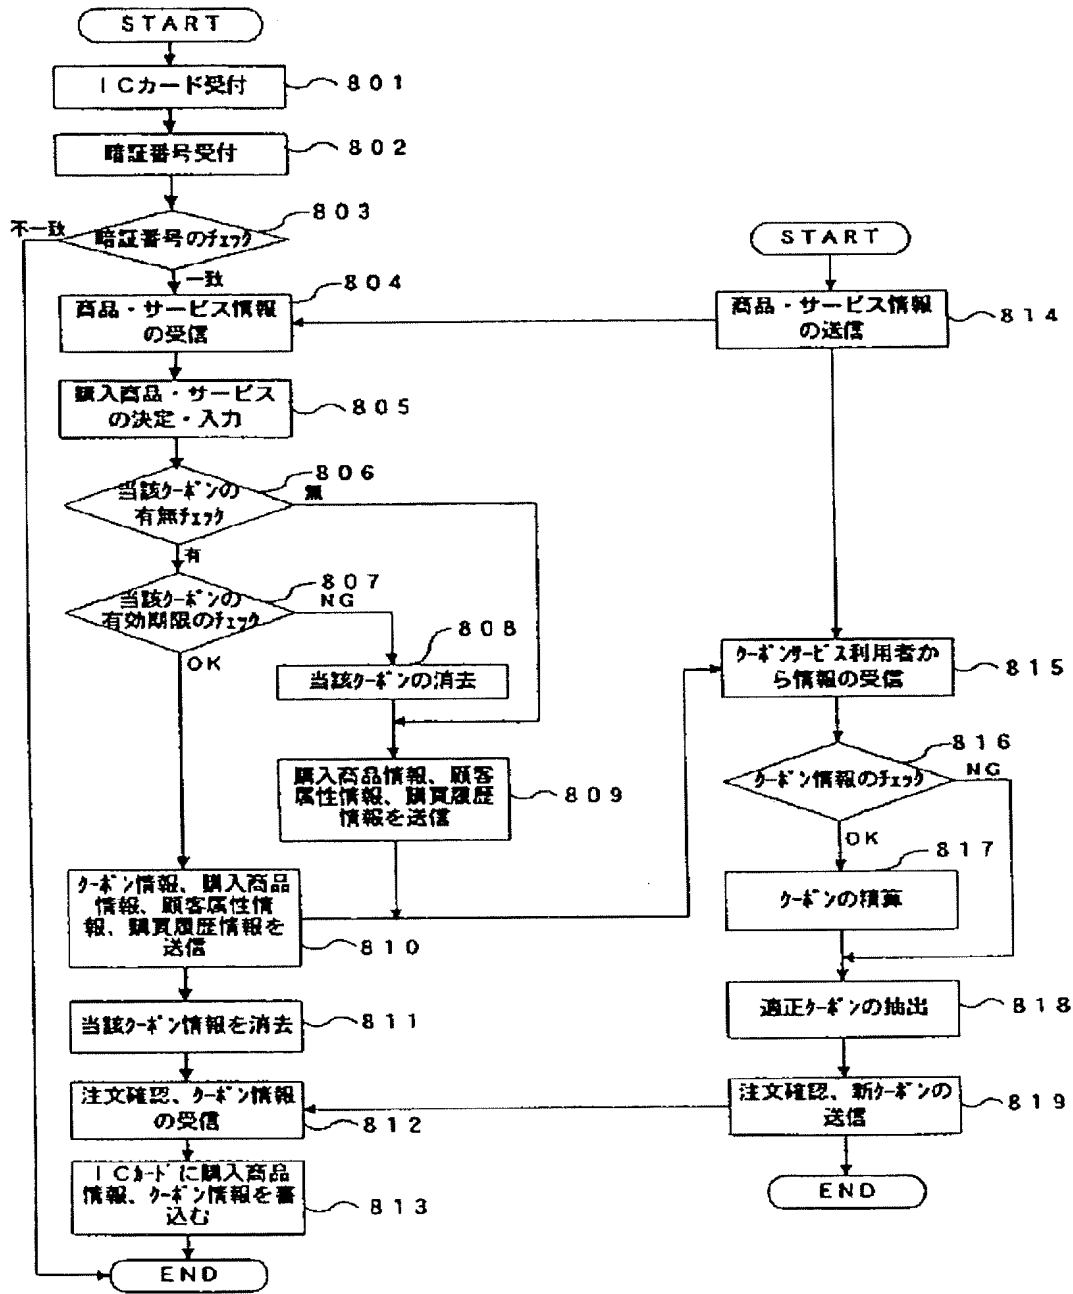 START
ICカード受付
801
暗証番号受付
802
803
不一致
暗証番号のチェック
一致
804
商品・サービス情報
の受信
購入商品・サービス
の決定・入力
805
806
当該クーポンの
有無チェック
無
有
807
当該クーポンの
有効期限のチェック
NG
OK
808
当該クーポンの消去
購入商品情報、顧客
属性情報、購買履歴
情報を送信
809
クーポン情報、購入商品
情報、顧客属性情
報、購買履歴情報を
送信
810
当該クーポン情報を消去
811
注文確認、クーポン情報
の受信
812
ICカードに購入商品
情報、クーポン情報を書
込む
813
END
START
商品・サービス情報
の送信
814
クーポンサービス利用者か
ら情報の受信
815
816
クーポン情報のチェック
NG
OK
817
クーポンの積算
適正クーポンの抽出
818
注文確認、新クーポンの
送信
819
END